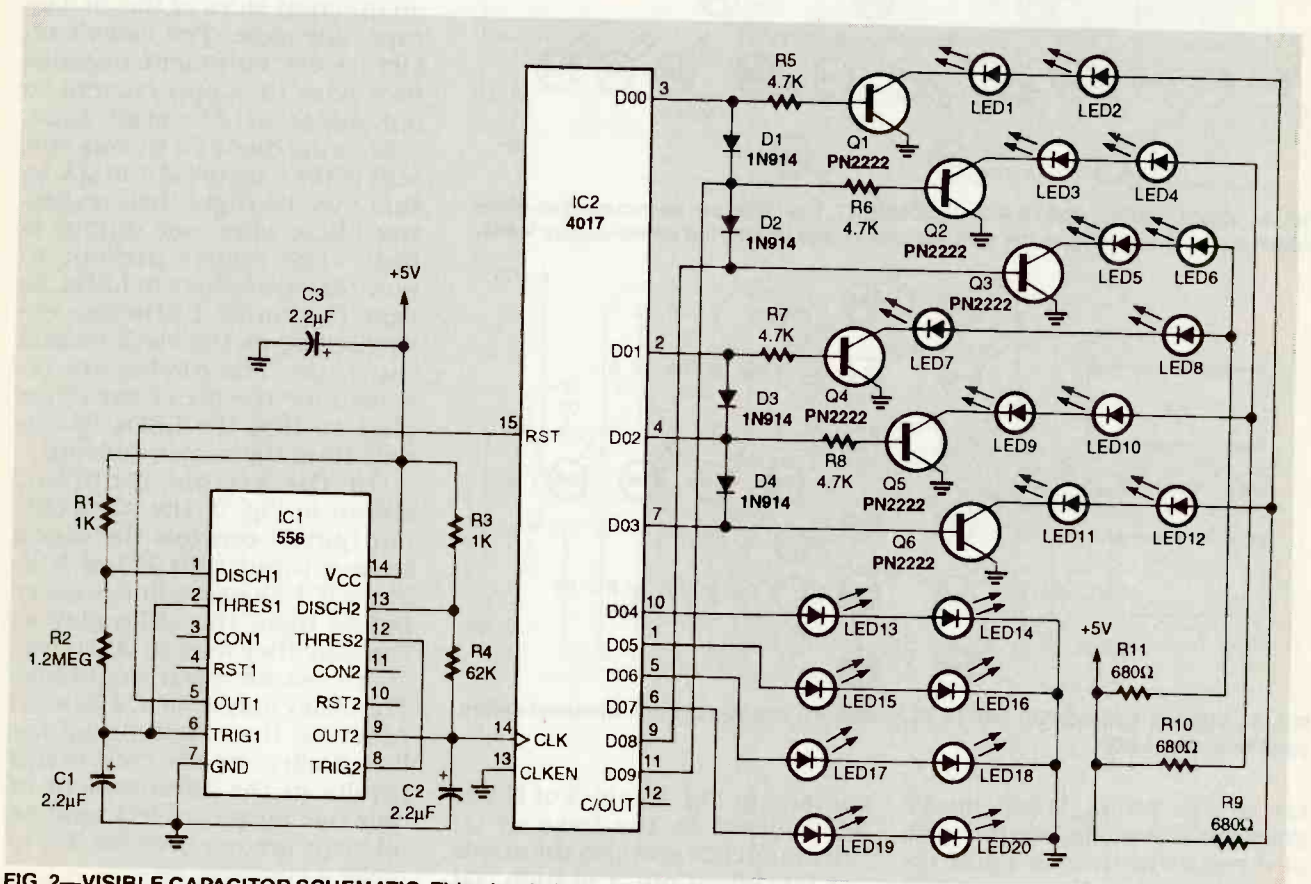 D00 3
R5
4.7K
Q1
PN2222
LED1
LED2
D1
1N914
R6
4.7K
Q2
PN2222
LED3
LED4
IC2
4017
D2
1N914
Q3
PN2222
LED5
LED6
+5V
C3
2.2µF
+
D01 2
R7
4.7K
Q4
PN2222
LED7
LED8
D3
1N914
15 RST
D02 4
R8
4.7K
Q5
PN2222
LED9
LED10
D4
1N914
D03 7
Q6
PN2222
LED11
LED12
R1
1K
IC1
556
R3
1K
1 DISCH1
VCC 14
2 THRES1
DISCH2 13
3 CON1
THRES2 12
4 RST1
CON2 11
5 OUT1
RST2 10
6 TRIG1
OUT2 9
7 GND
TRIG2 8
R2
1.2MEG
R4
62K
C1
2.2µF
+
C2
2.2µF
+
14 CLK
13 CLKEN
C/OUT 12
D04 10
D05 1
D06 5
D07 6
D08 9
D09 11
LED13
LED14
LED15
LED16
LED17
LED18
LED19
LED20
+5V
R11
680Ω
R10
680Ω
R9
680Ω
FIG. 2—VISIBLE CAPACITOR SCHEMATIC.